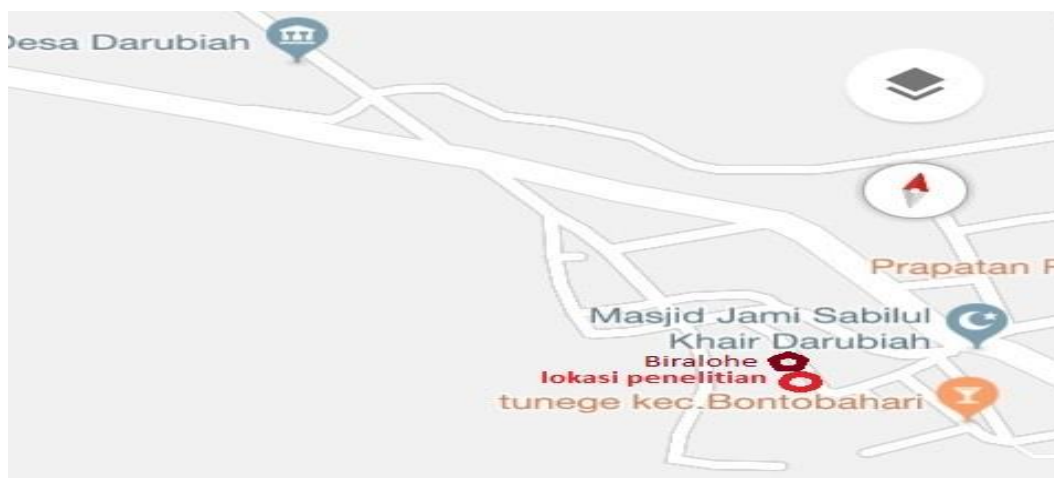 Desa Darubiah
Prapatan
Masjid Jami Sabilul
Khair Darubiah
Biralohe
lokasi penelitian
tunege kec.Bontobahari